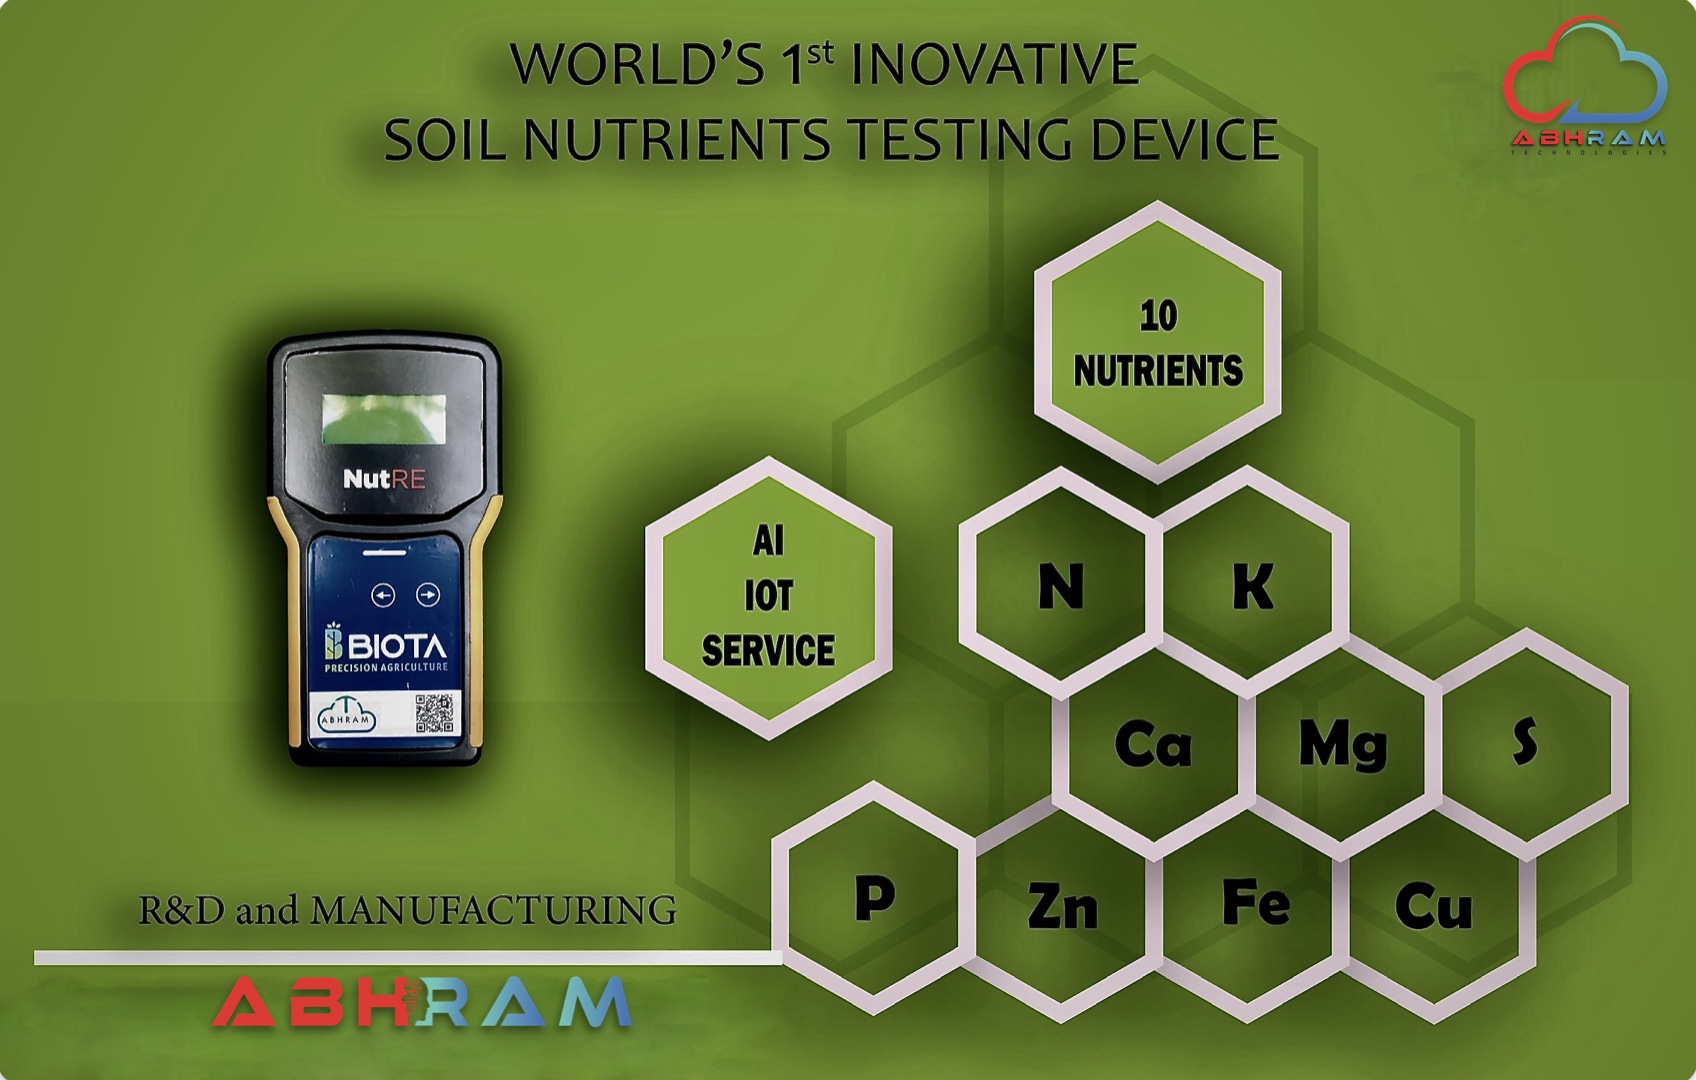 WORLD'S 1st INOVATIVE
SOIL NUTRIENTS TESTING DEVICE
ABHRAM
TECHNOLOGIES
10
NUTRIENTS
AI
IOT
SERVICE
N
K
Ca
Mg
S
P
Zn
Fe
Cu
NutRE
BIOTA
PRECISION AGRICULTURE
ABHRAM
R&D and MANUFACTURING
ABHRAM